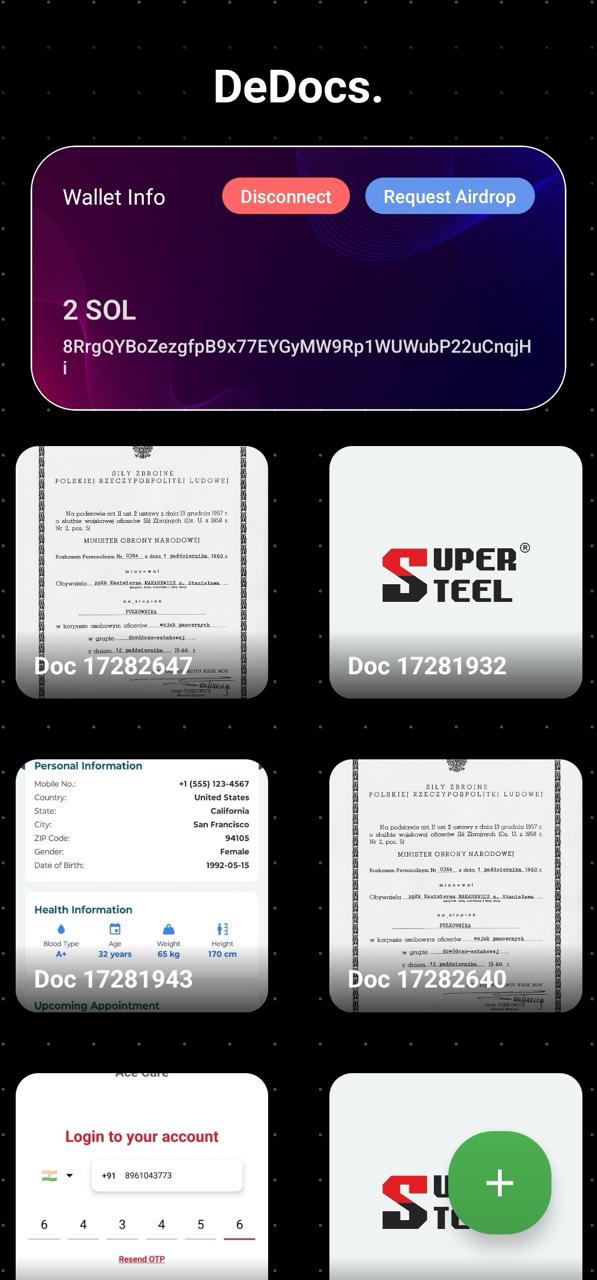 DeDocs.
Wallet Info
Disconnect
Request Airdrop
2 SOL
8RrgQYBoZezgfpB9x77EYGyMW9Rp1WUWubP22uCnqjH
i
SIŁY ZBROJNE
POLSKIEJ RZECZYPOSPOLITEJ LUDOWEJ
Na podstawie art. 11 ust. 2 ustawy z dnia 13 grudnia 1957 r.
o służbie wojskowej oficerów Sił Zbrojnych (Dz. U. z 1958 r.
Nr 2, poz. 5)
MINISTER OBRONY NARODOWEJ
Rozkazem Personalnym Nr 0364 z dnia 1 października 1960 r.
mianował
Obywatela ppłk Kazimierza MAKAREWICZ s. Stanisława
na stopień
PUŁKOWNIKA
w korpusie osobowym oficerów wojsk pancernych
w grupie dowódczo-sztabowej
z dniem 12 października 1960 r.
Doc 17282647
SUPER®
STEEL
Doc 17281932
Personal Information
Mobile No.: +1 (555) 123-4567
Country: United States
State: California
City: San Francisco
ZIP Code: 94105
Gender: Female
Date of Birth: 1992-05-15
Health Information
Blood Type Age Weight Height
A+ 32 years 65 kg 170 cm
Doc 17281943
Upcoming Appointment
SIŁY ZBROJNE
POLSKIEJ RZECZYPOSPOLITEJ LUDOWEJ
Na podstawie art. 11 ust. 2 ustawy z dnia 13 grudnia 1957 r.
o służbie wojskowej oficerów Sił Zbrojnych (Dz. U. z 1958 r.
Nr 2, poz. 5)
MINISTER OBRONY NARODOWEJ
Rozkazem Personalnym Nr 0364 z dnia 1 października 1960 r.
mianował
Obywatela ppłk Kazimierza MAKAREWICZ s. Stanisława
na stopień
PUŁKOWNIKA
w korpusie osobowym oficerów wojsk pancernych
w grupie dowódczo-sztabowej
z dniem 12 października 1960 r.
Doc 17282640
Ace Care
Login to your account
+91 8961043773
6 4 3 4 5 6
Resend OTP
SU
TE
+